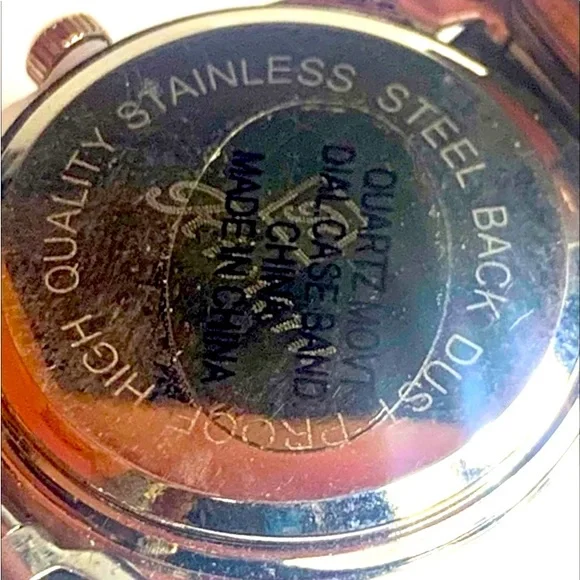 HIGH QUALITY STAINLESS STEEL BACK DUST PROOF
QUARTZ MOVT
DIAL CASE BAND
CHINA
MADE IN CHINA